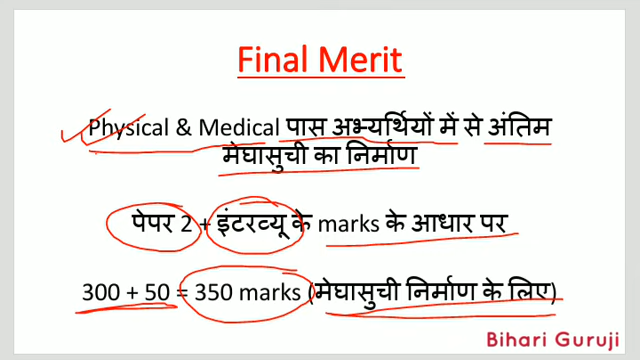 Final Merit
Physical & Medical पास अभ्यर्थियों में से अंतिम
मेघासुची का निर्माण
पेपर 2 + इंटरव्यू के marks के आधार पर
300 + 50 = 350 marks (मेघासुची निर्माण के लिए)
Bihari Guruji